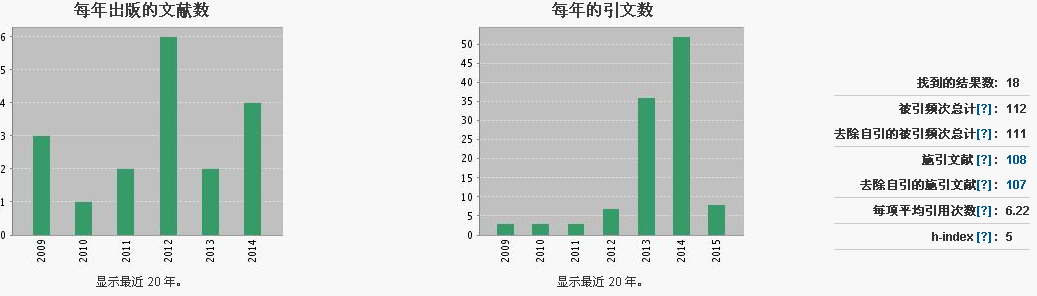 每年出版的文献数
6
5
4
3
2
1
0
2009
2010
2011
2012
2013
2014
显示最近 20 年。
每年的引文数
50
45
40
35
30
25
20
15
10
5
0
2009
2010
2011
2012
2013
2014
2015
显示最近 20 年。
找到的结果数: 18
被引频次总计[?]: 112
去除自引的被引频次总计[?]: 111
施引文献 [?]: 108
去除自引的施引文献[?]: 107
每项平均引用次数[?]: 6.22
h-index [?]: 5